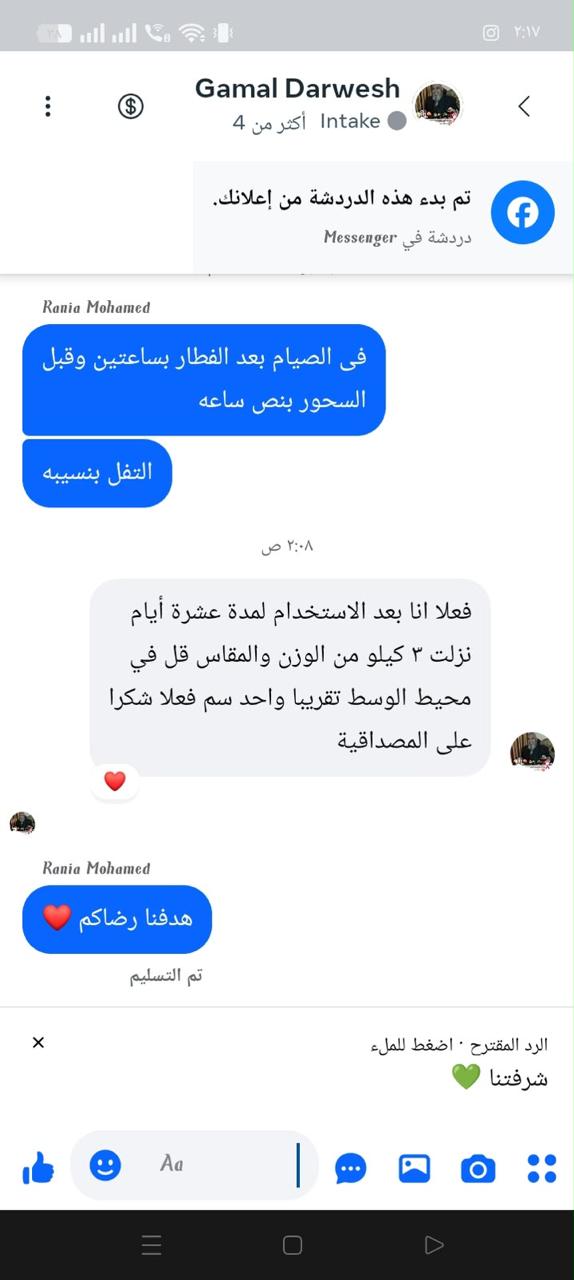 ٢:١٧
Gamal Darwesh
Intake أكثر من 4
تم بدء هذه الدردشة من إعلانك.
دردشة في Messenger
Rania Mohamed
فى الصيام بعد الفطار بساعتين وقبل
السحور بنص ساعه
التفل بنسيبه
٢:٠٨ ص
فعلا انا بعد الاستخدام لمدة عشرة أيام
نزلت ٣ كيلو من الوزن والمقاس قل في
محيط الوسط تقريبا واحد سم فعلا شكرا
على المصداقية
Rania Mohamed
هدفنا رضاكم ❤️
تم التسليم
الرد المقترح · اضغط للملء
شرفتنا 💚
Aa